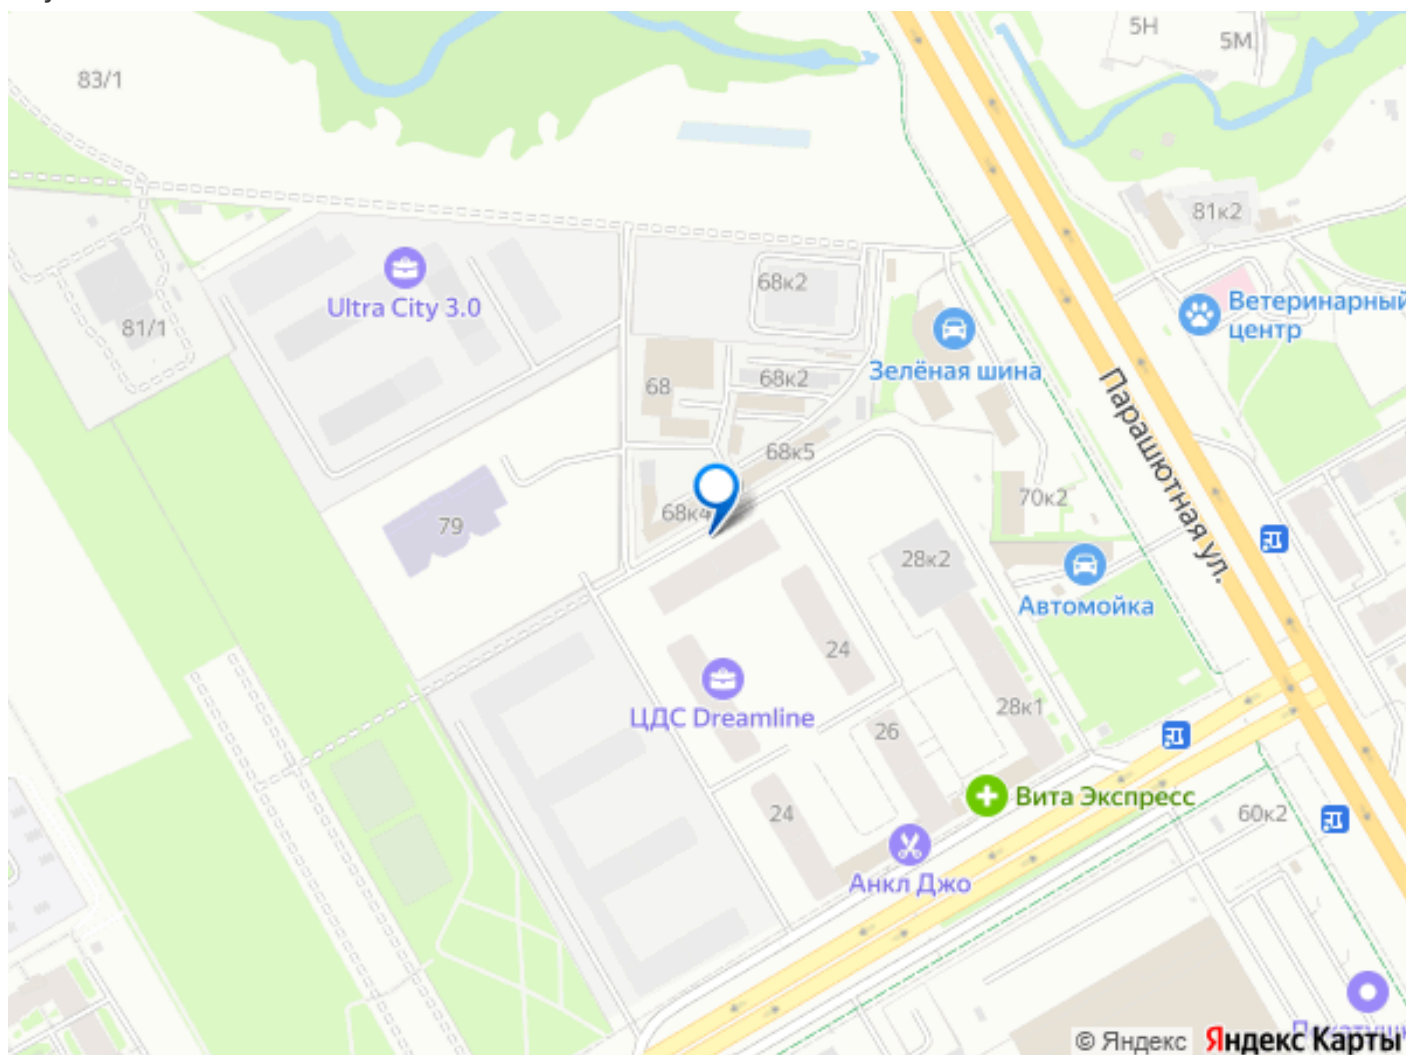 5Н
5М
83/1
81к2
68к2
Ultra City 3.0
Ветеринарный
центр
81/1
Зелёная шина
68к2
68
Парашютная ул.
68к5
70к2
68к4
79
28к2
Автомойка
24
28к1
ЦДС Dreamline
26
Вита Экспресс
24
60к2
Анкл Джо
© Яндекс Яндекс Карты